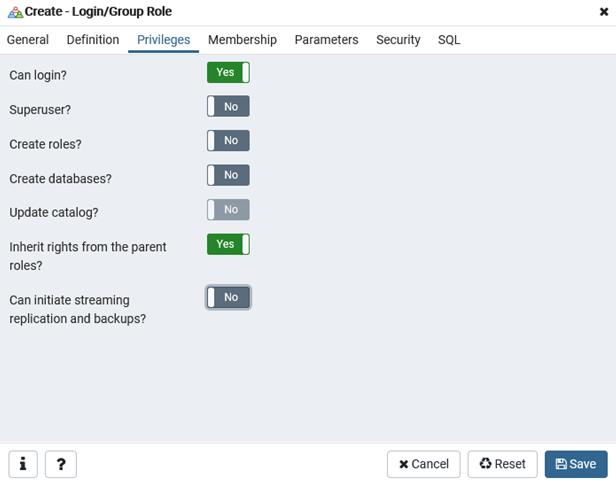 Create - Login/Group Role
General Definition Privileges Membership Parameters Security SQL
Can login? Yes
Superuser? No
Create roles? No
Create databases? No
Update catalog? No
Inherit rights from the parent Yes
roles?
Can initiate streaming No
replication and backups?
i ? Cancel Reset Save